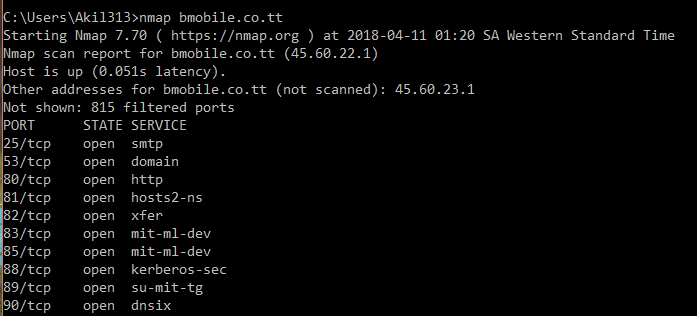 C:\Users\Akil313>nmap bmobile.co.tt
Starting Nmap 7.70 ( https://nmap.org ) at 2018-04-11 01:20 SA Western Standard Time
Nmap scan report for bmobile.co.tt (45.60.22.1)
Host is up (0.051s latency).
Other addresses for bmobile.co.tt (not scanned): 45.60.23.1
Not shown: 815 filtered ports
PORT     STATE SERVICE
25/tcp   open  smtp
53/tcp   open  domain
80/tcp   open  http
81/tcp   open  hosts2-ns
82/tcp   open  xfer
83/tcp   open  mit-ml-dev
85/tcp   open  mit-ml-dev
88/tcp   open  kerberos-sec
89/tcp   open  su-mit-tg
90/tcp   open  dnsix